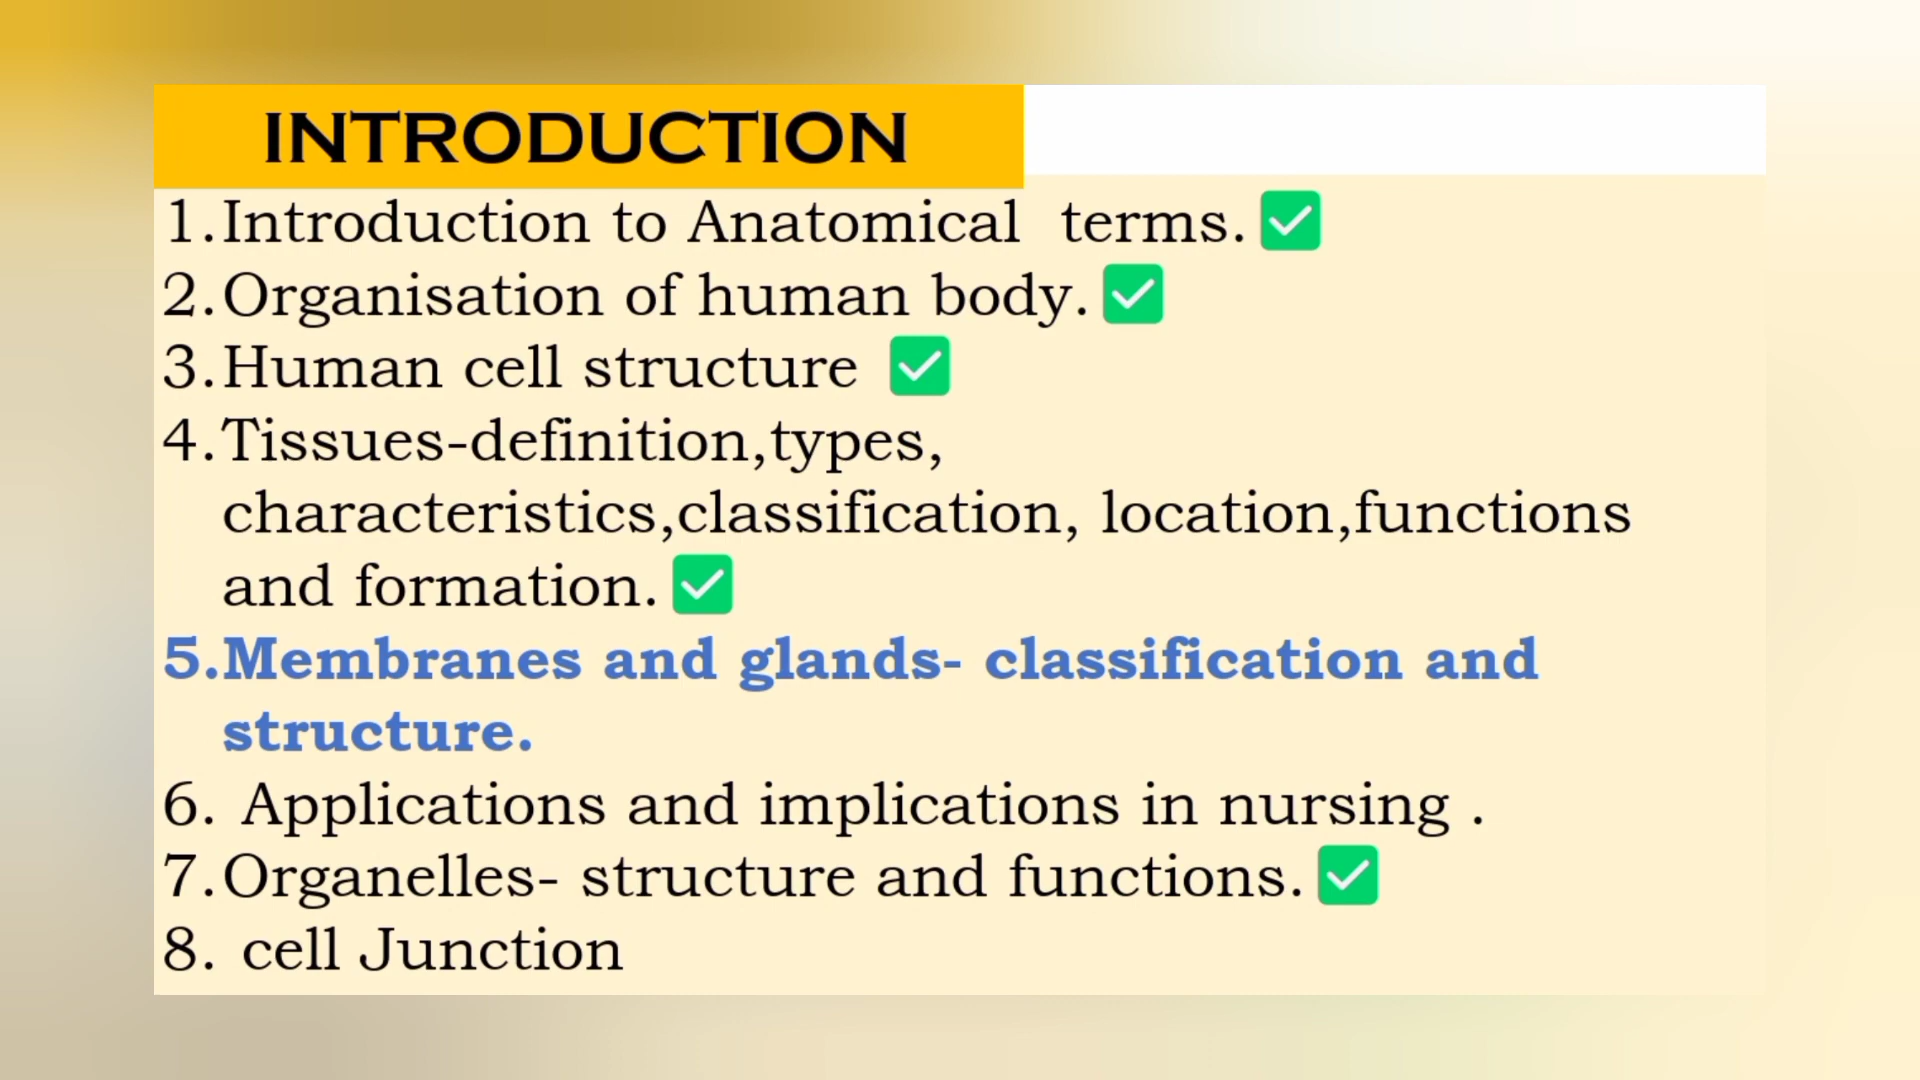 INTRODUCTION
1.Introduction to Anatomical terms.✅
2.Organisation of human body.✅
3.Human cell structure ✅
4.Tissues-definition,types,
characteristics,classification, location,functions
and formation.✅
5.Membranes and glands- classification and
structure.
6. Applications and implications in nursing .
7.Organelles- structure and functions.✅
8. cell Junction